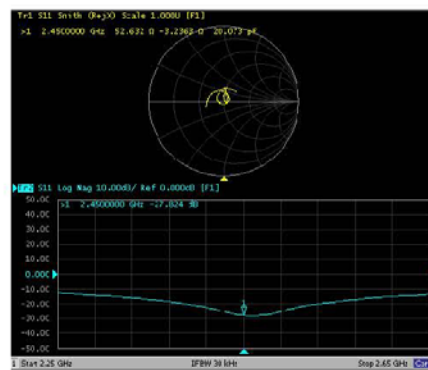 Tr1 S11 Smith (R+jX) Scale 1.000U [F1]
>1 2.4500000 GHz 52.632 Ω -3.2363 Ω 20.073 pF
Tr2 S11 Log Mag 10.00dB/ Ref 0.000dB [F1]
50.00
>1 2.4500000 GHz -27.824 dB
40.00
30.00
20.00
10.00
0.000
-10.00
-20.00
-30.00
-40.00
-50.00
1 Start 2.25 GHz IFBW 30 kHz Stop 2.65 GHz